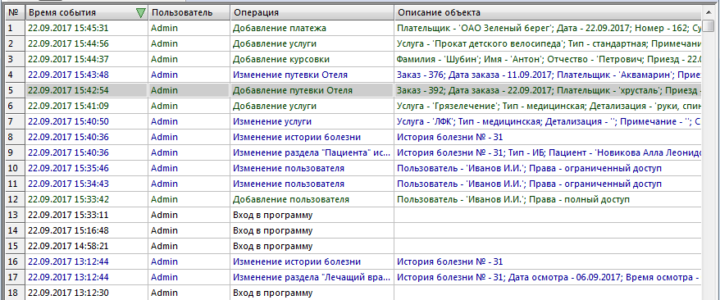 № Время события Пользователь Операция Описание объекта
1 22.09.2017 15:45:31 Admin Добавление платежа Плательщик - 'ОАО Зеленый берег'; Дата - 22.09.2017; Номер - 162; Су
2 22.09.2017 15:44:56 Admin Добавление услуги Услуга - 'Прокат детского велосипеда'; Тип - стандартная; Примечани
3 22.09.2017 15:44:37 Admin Добавление курсовки Фамилия - 'Шубин'; Имя - 'Антон'; Отчество - 'Петрович; Приезд - 22.0
4 22.09.2017 15:43:48 Admin Изменение путевки Отеля Заказ - 376; Дата заказа - 11.09.2017; Плательщик - 'Аквамарин'; Прие
5 22.09.2017 15:42:54 Admin Добавление путевки Отеля Заказ - 392; Дата заказа - 22.09.2017; Плательщик - 'хрусталь'; Приезд
6 22.09.2017 15:41:09 Admin Добавление услуги Услуга - 'Грязелечение'; Тип - медицинская; Детализация - 'руки, спин
7 22.09.2017 15:40:50 Admin Изменение услуги Услуга - 'ЛФК'; Тип - медицинская; Детализация - ''; Примечание - ''; С
8 22.09.2017 15:40:36 Admin Изменение истории болезни История болезни № - 31
9 22.09.2017 15:40:36 Admin Изменение раздела "Пациента" ис... История болезни № - 31; Тип - ИБ; Пациент - 'Новикова Алла Леонидо
10 22.09.2017 15:35:46 Admin Изменение пользователя Пользователь - 'Иванов И.И.'; Права - ограниченный доступ
11 22.09.2017 15:34:43 Admin Изменение пользователя Пользователь - 'Иванов И.И.'; Права - ограниченный доступ
12 22.09.2017 15:33:42 Admin Добавление пользователя Пользователь - 'Иванов И.И.'; Права - полный доступ
13 22.09.2017 15:33:11 Admin Вход в программу
14 22.09.2017 15:16:48 Admin Вход в программу
15 22.09.2017 14:58:21 Admin Вход в программу
16 22.09.2017 13:12:44 Admin Изменение истории болезни История болезни № - 31
17 22.09.2017 13:12:44 Admin Изменение раздела "Лечащий вра... История болезни № - 31; Дата осмотра - 06.09.2017; Время осмотра -
18 22.09.2017 13:12:30 Admin Вход в программу